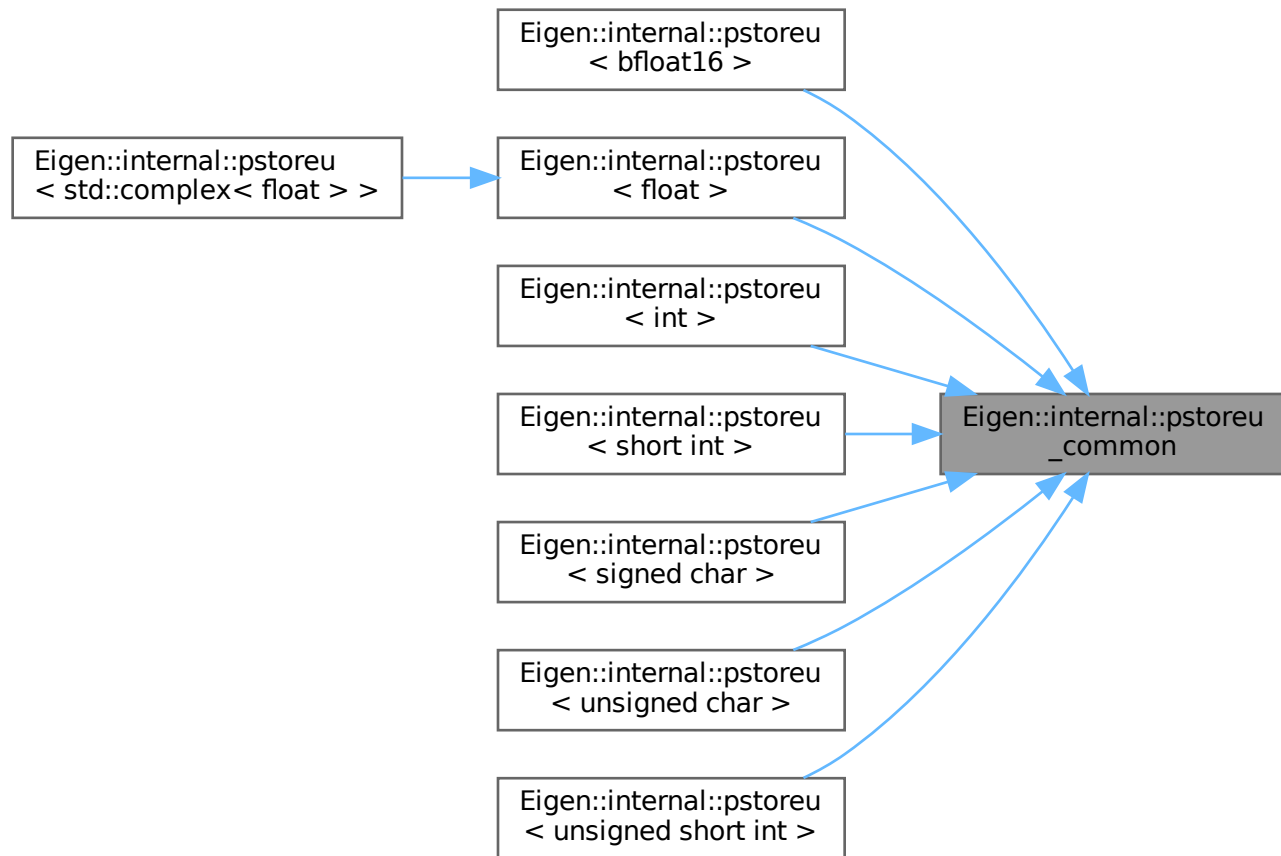 Eigen::internal::pstoreu
< bfloat16 >
Eigen::internal::pstoreu
< std::complex< float > >
Eigen::internal::pstoreu
< float >
Eigen::internal::pstoreu
< int >
Eigen::internal::pstoreu
< short int >
Eigen::internal::pstoreu
_common
Eigen::internal::pstoreu
< signed char >
Eigen::internal::pstoreu
< unsigned char >
Eigen::internal::pstoreu
< unsigned short int >